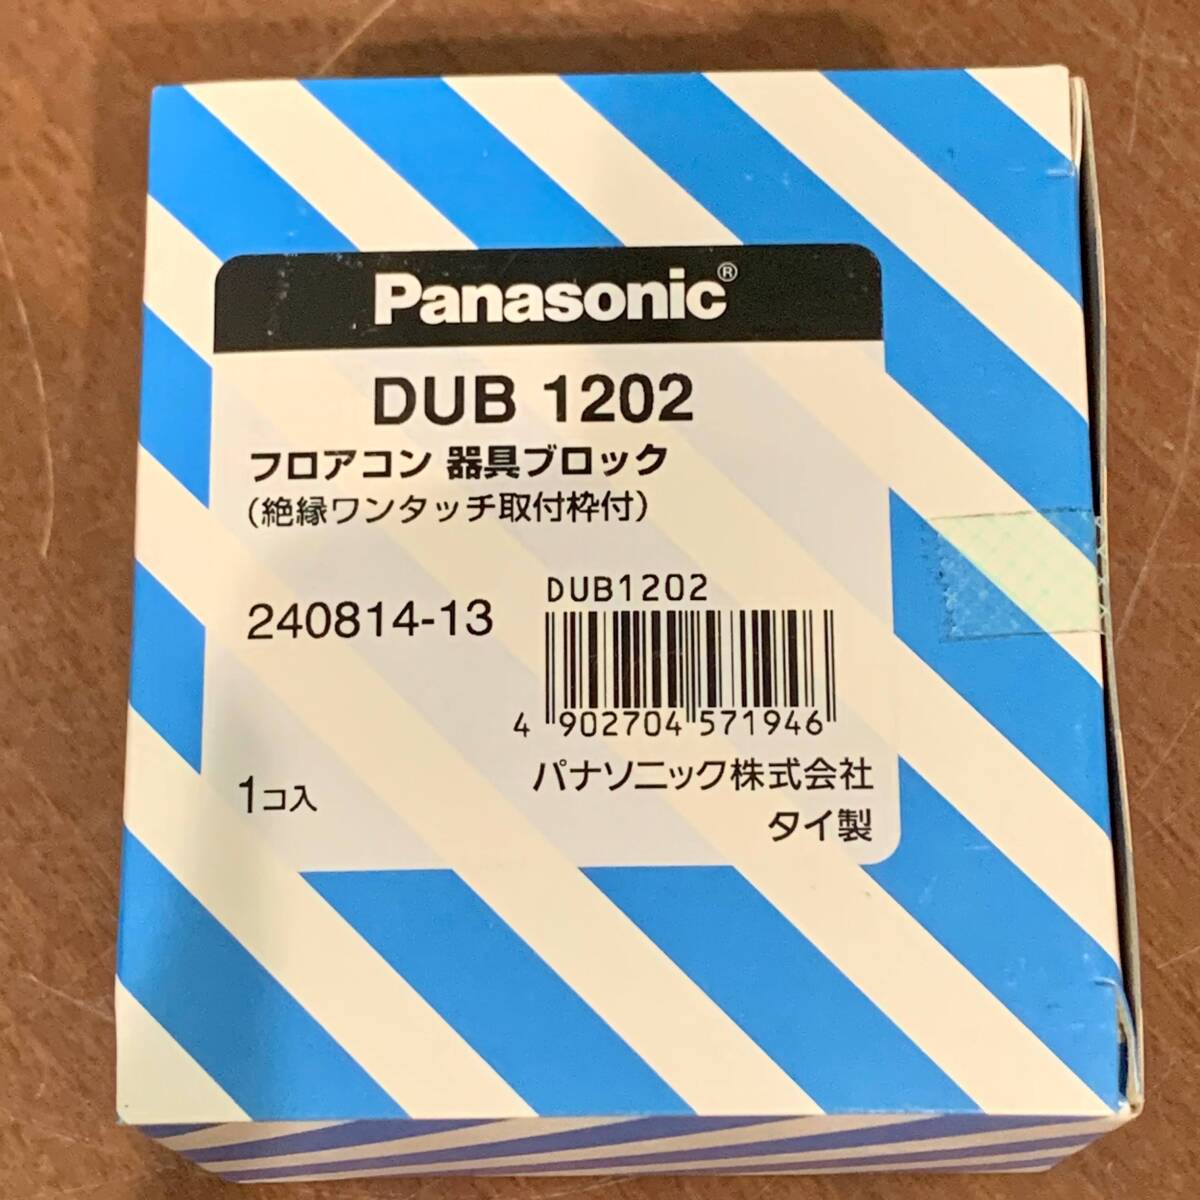 Panasonic®
DUB 1202
フロアコン 器具ブロック
(絶縁ワンタッチ取付枠付)
DUB1202
240814-13
4 902704 571946
1コ入
パナソニック株式会社
タイ製